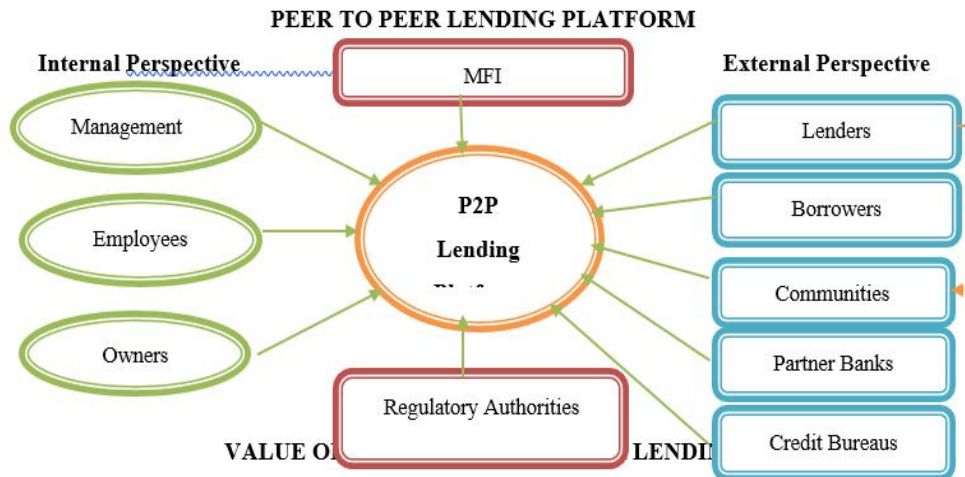 PEER TO PEER LENDING PLATFORM
Internal Perspective
External Perspective
MFI
Management
Lenders
P2P
Lending
Borrowers
Employees
Communities
Owners
Partner Banks
Regulatory Authorities
Credit Bureaus
VALUE LENDING